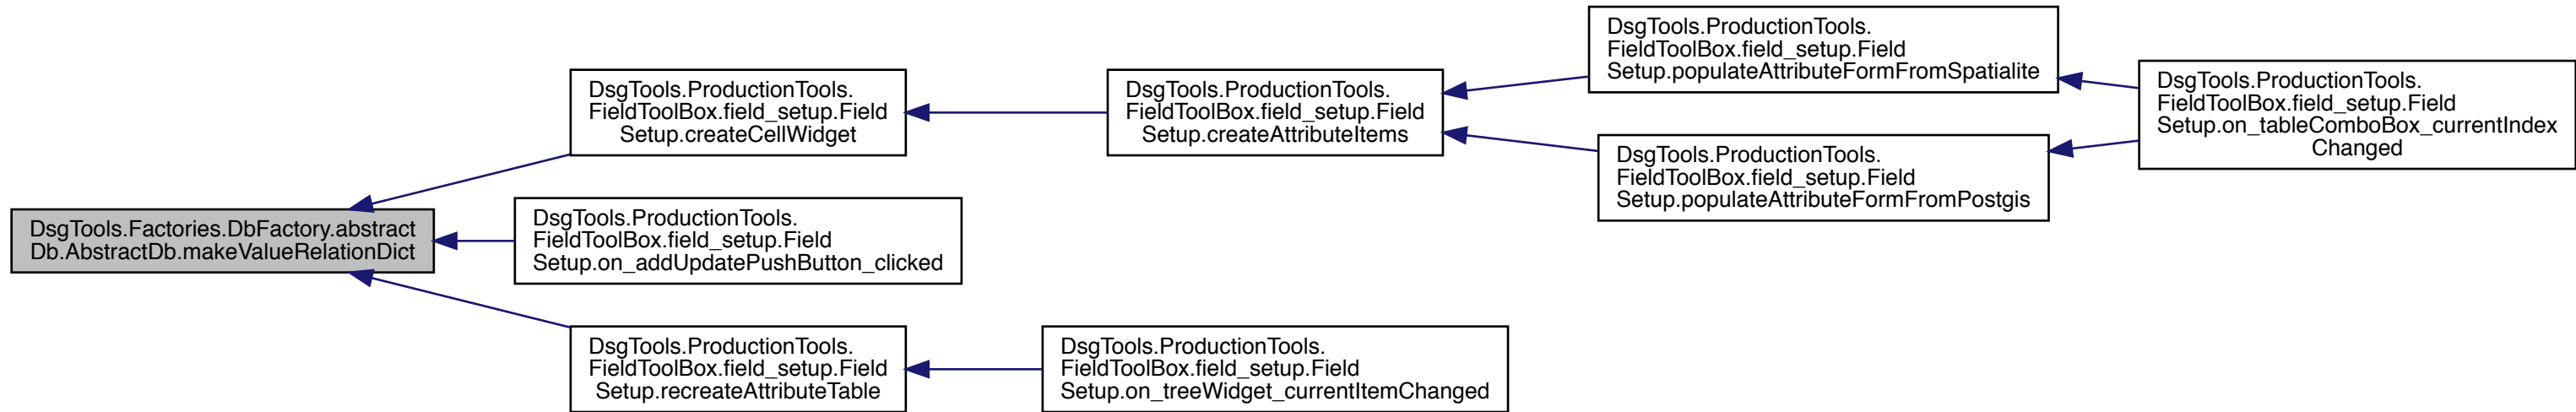 DsgTools.Factories.DbFactory.abstract
Db.AbstractDb.makeValueRelationDict
DsgTools.ProductionTools.
FieldToolBox.field_setup.Field
Setup.createCellWidget
DsgTools.ProductionTools.
FieldToolBox.field_setup.Field
Setup.createAttributeItems
DsgTools.ProductionTools.
FieldToolBox.field_setup.Field
Setup.populateAttributeFormFromSpatialite
DsgTools.ProductionTools.
FieldToolBox.field_setup.Field
Setup.populateAttributeFormFromPostgis
DsgTools.ProductionTools.
FieldToolBox.field_setup.Field
Setup.on_tableComboBox_currentIndex
Changed
DsgTools.ProductionTools.
FieldToolBox.field_setup.Field
Setup.on_addUpdatePushButton_clicked
DsgTools.ProductionTools.
FieldToolBox.field_setup.Field
Setup.recreateAttributeTable
DsgTools.ProductionTools.
FieldToolBox.field_setup.Field
Setup.on_treeWidget_currentItemChanged